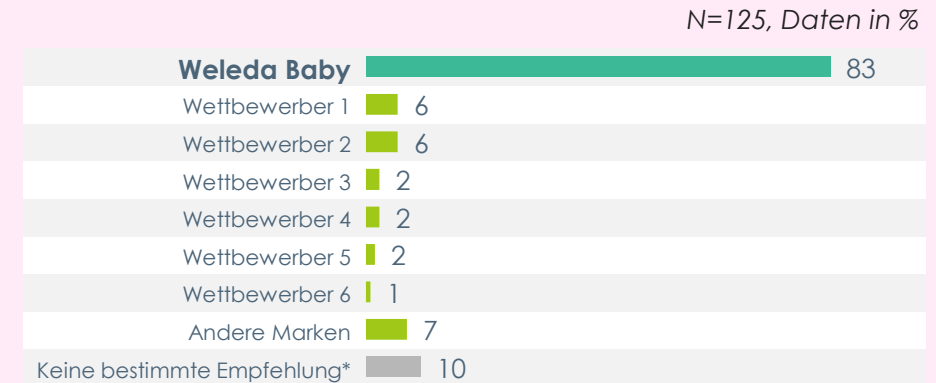 N=125, Daten in %
Weleda Baby 83
Wettbewerber 1 6
Wettbewerber 2 6
Wettbewerber 3 2
Wettbewerber 4 2
Wettbewerber 5 2
Wettbewerber 6 1
Andere Marken 7
Keine bestimmte Empfehlung* 10